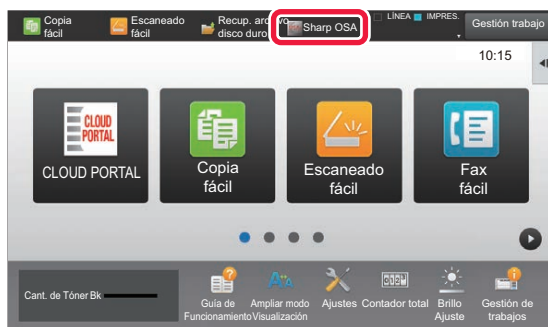 Copia
fácil
Escaneado
fácil
Recup. arc vo
disco duro
Sharp OSA
LÍNEA
IMPRES.
Gestión trabajo
10:15
CLOUD
PORTAL
CLOUD PORTAL
Copia
fácil
Escaneado
fácil
Fax
fácil
Cant. de Tóner Bk
Guía de
Funcionamiento
Ampliar modo
Visualización
Ajustes
Contador total
Brillo
Ajuste
Gestión de
trabajos